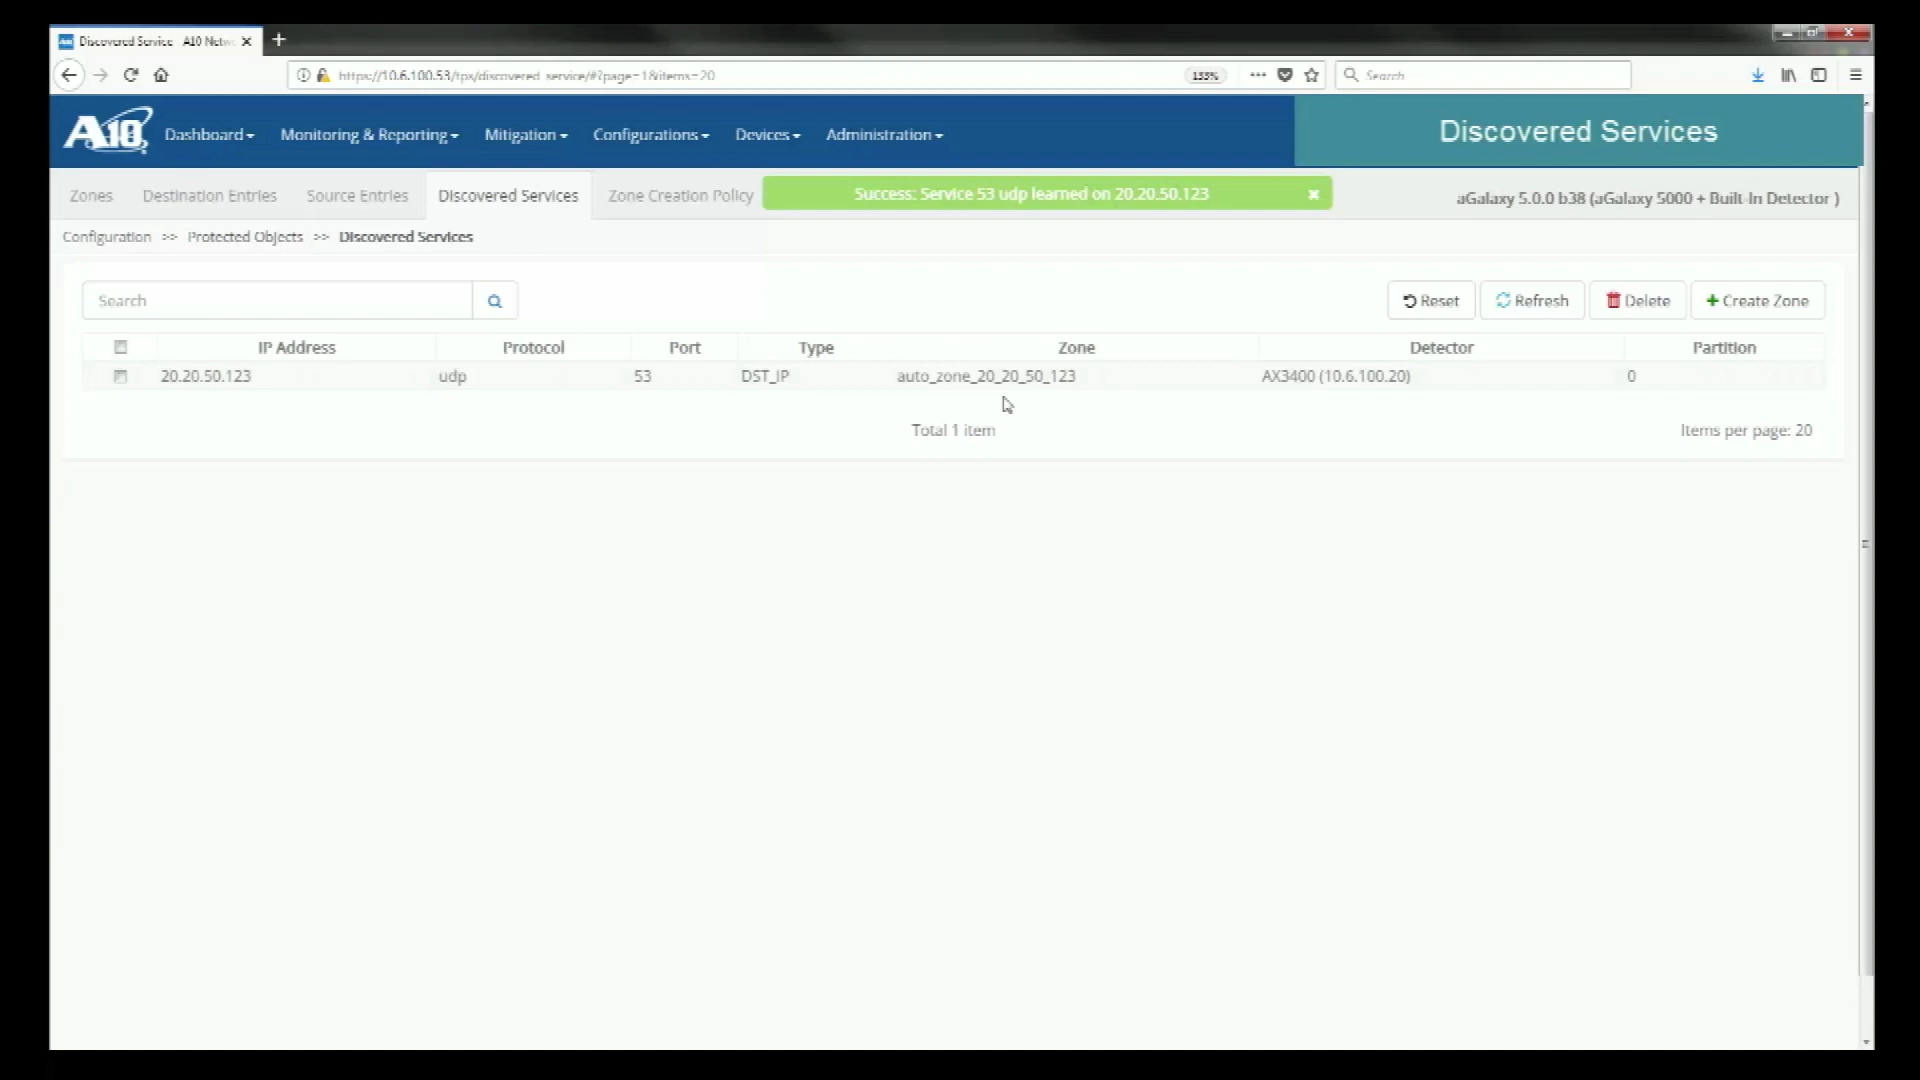 Discovered Service - A10 Netw
https://10.6.100.53/tps/discovered_service/#?page=1&items=20
133%
Search
A10
Dashboard
Monitoring & Reporting
Mitigation
Configurations
Devices
Administration
Discovered Services
Zones
Destination Entries
Source Entries
Discovered Services
Zone Creation Policy
Success: Service 53 udp learned on 20.20.50.123
aGalaxy 5.0.0 b38 (aGalaxy 5000 + Built-In Detector )
Configuration >> Protected Objects >> Discovered Services
Search
Reset
Refresh
Delete
Create Zone
IP Address Protocol Port Type Zone Detector Partition
20.20.50.123 udp 53 DST_IP auto_zone_20_20_50_123 AX3400 (10.6.100.20) 0
Total 1 item
Items per page: 20